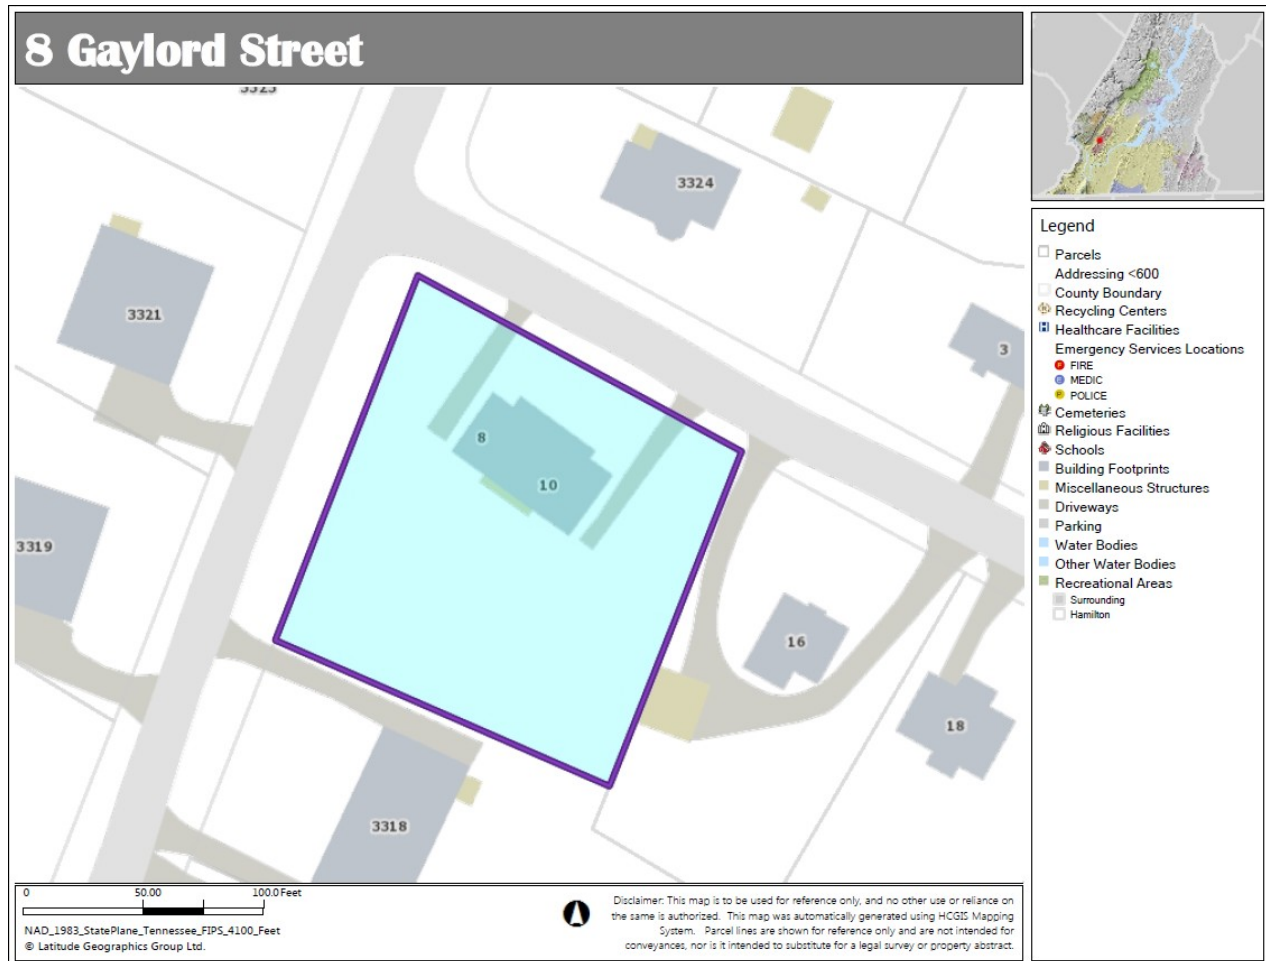 8 Gaylord Street
3323
3324
3321
3
8
10
3319
16
18
3318
Legend
Parcels
Addressing <600
County Boundary
Recycling Centers
Healthcare Facilities
Emergency Services Locations
FIRE
MEDIC
POLICE
Cemeteries
Religious Facilities
Schools
Building Footprints
Miscellaneous Structures
Driveways
Parking
Water Bodies
Other Water Bodies
Recreational Areas
Surrounding
Hamilton
0 50.00 100.0 Feet
NAD_1983_StatePlane_Tennessee_FIPS_4100_Feet
© Latitude Geographics Group Ltd.
Disclaimer: This map is to be used for reference only, and no other use or reliance on
the same is authorized. This map was automatically generated using HCGIS Mapping
System. Parcel lines are shown for reference only and are not intended for
conveyances, nor is it intended to substitute for a legal survey or property abstract.